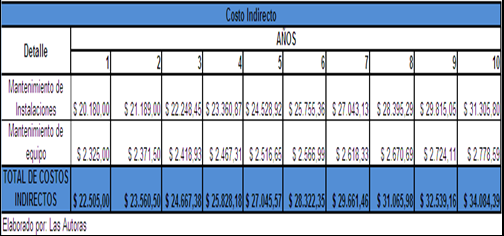 Costo Indirecto
Detalle
AÑOS
1 2 3 4 5 6 7 8 9 10
Mantenimiento de
Instalaciones $ 20.180,00 $ 21.189,00 $ 22.248,45 $ 23.360,87 $ 24.528,92 $ 25.755,36 $ 27.043,13 $ 28.395,29 $ 29.815,05 $ 31.305,80
Mantenimiento de
equipo $ 2.325,00 $ 2.371,50 $ 2.418,93 $ 2.467,31 $ 2.516,65 $ 2.566,99 $ 2.618,33 $ 2.670,69 $ 2.724,11 $ 2.778,59
TOTAL DE COSTOS
INDIRECTOS $ 22.505,00 $ 23.560,50 $ 24.667,38 $ 25.828,18 $ 27.045,57 $ 28.322,35 $ 29.661,46 $ 31.065,98 $ 32.539,16 $ 34.084,39
Elaborado por: Las Autoras